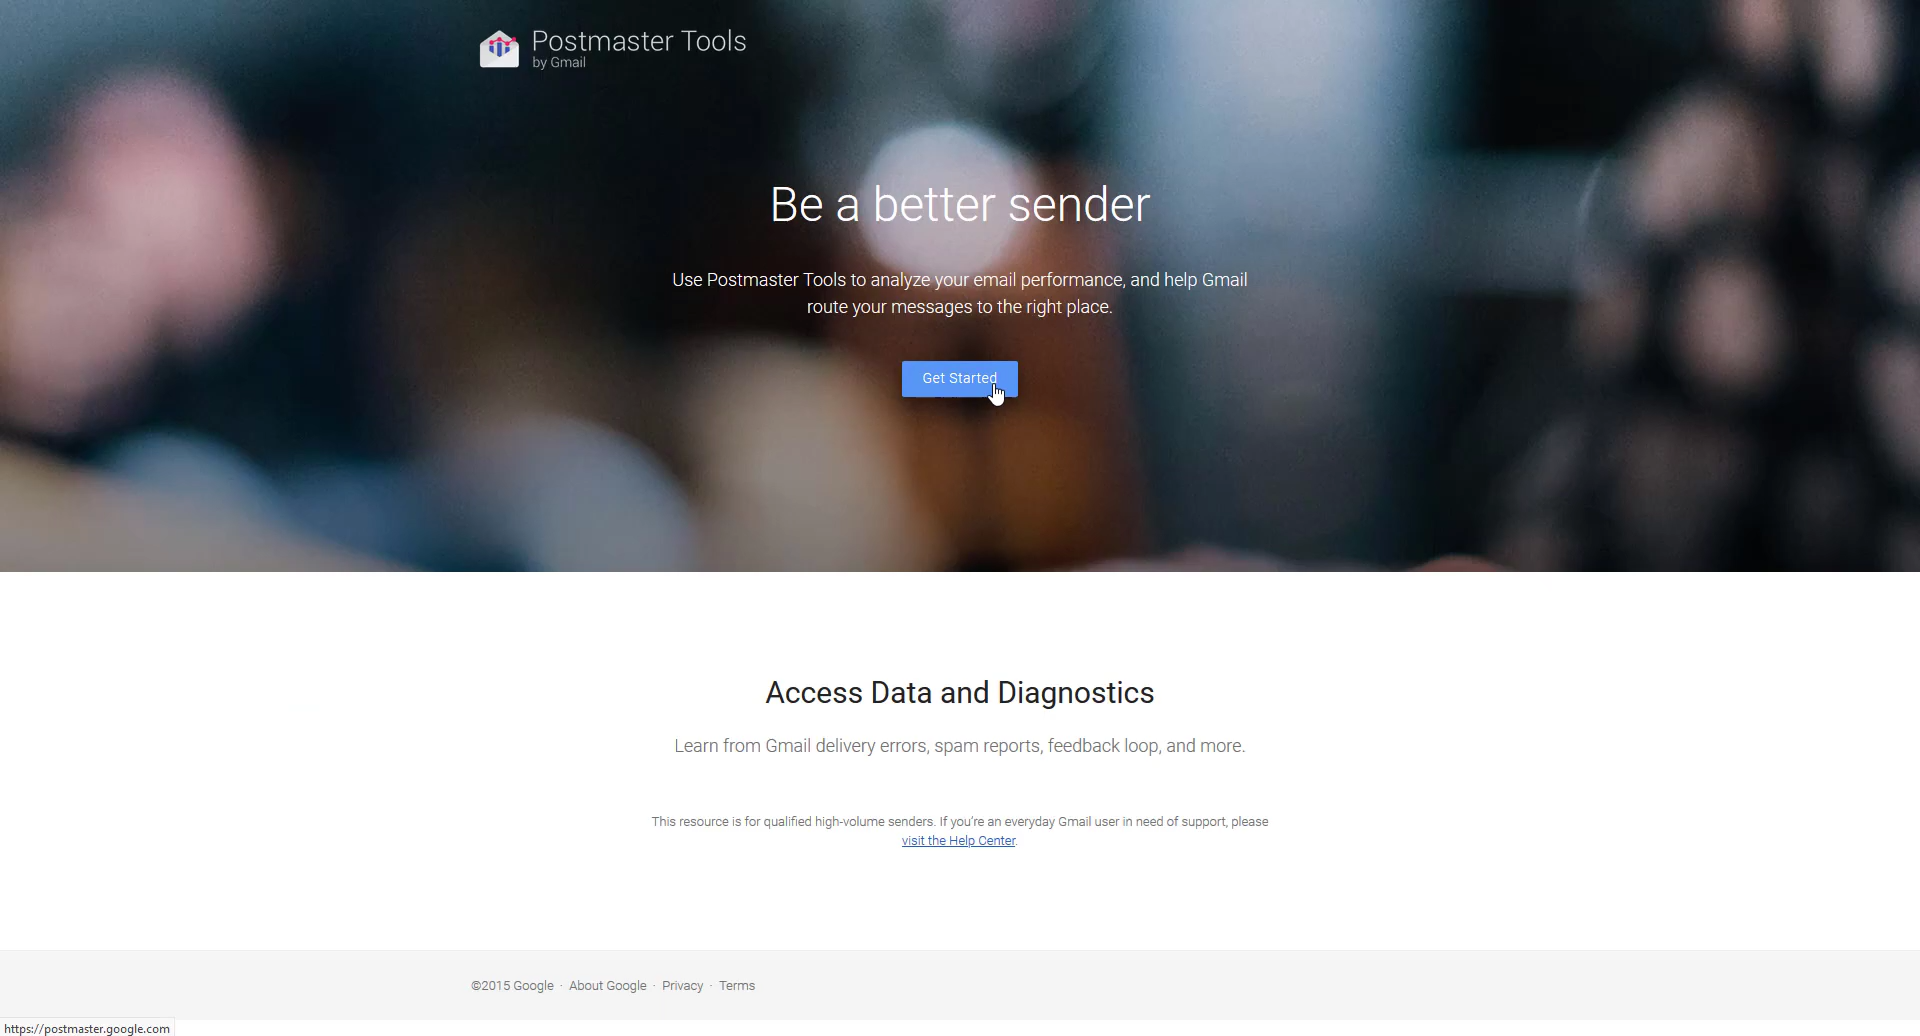 Postmaster Tools
by Gmail
Be a better sender
Use Postmaster Tools to analyze your email performance, and help Gmail
route your messages to the right place.
Get Started
Access Data and Diagnostics
Learn from Gmail delivery errors, spam reports, feedback loop, and more.
This resource is for qualified high-volume senders. If you're an everyday Gmail user in need of support, please
visit the Help Center.
©2015 Google · About Google · Privacy · Terms
https://postmaster.google.com